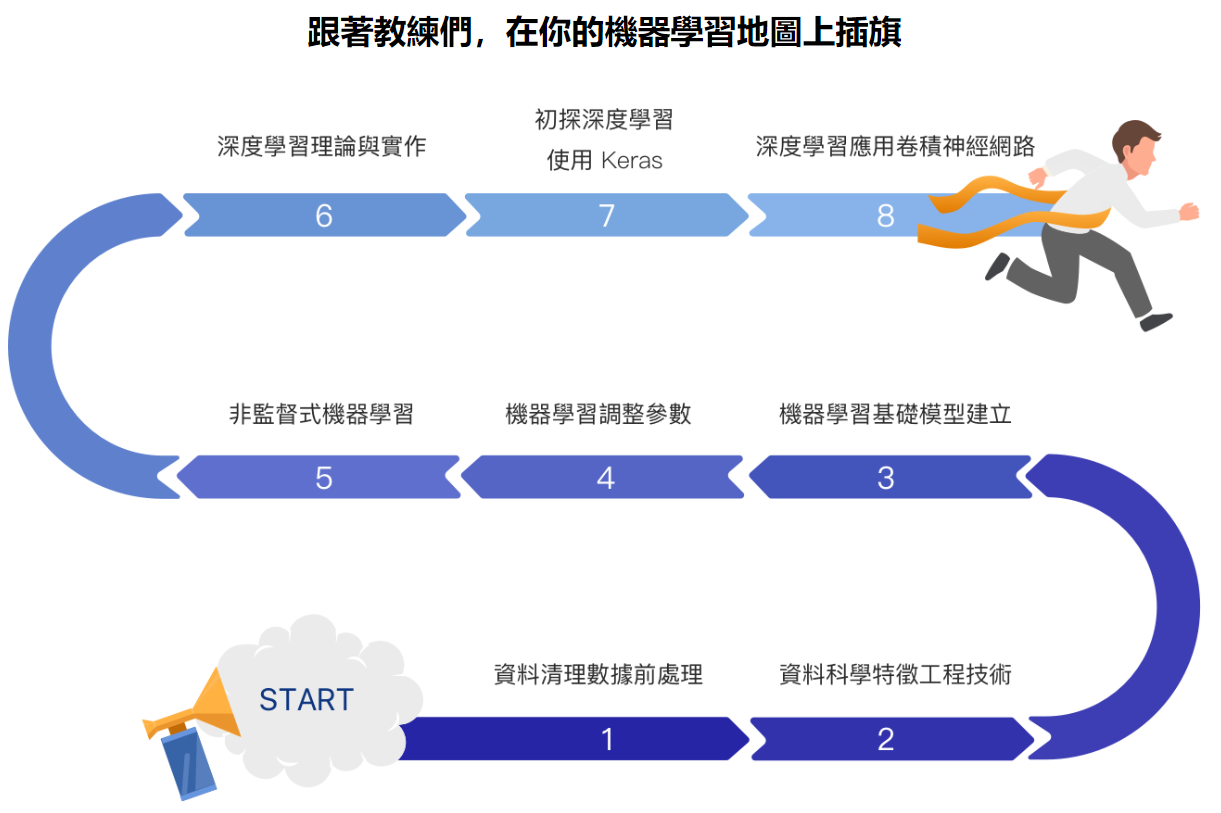 跟著教練們，在你的機器學習地圖上插旗
深度學習理論與實作
初探深度學習
使用 Keras
深度學習應用卷積神經網路
6
7
8
非監督式機器學習
機器學習調整參數
機器學習基礎模型建立
5
4
3
START
資料清理數據前處理
資料科學特徵工程技術
1
2